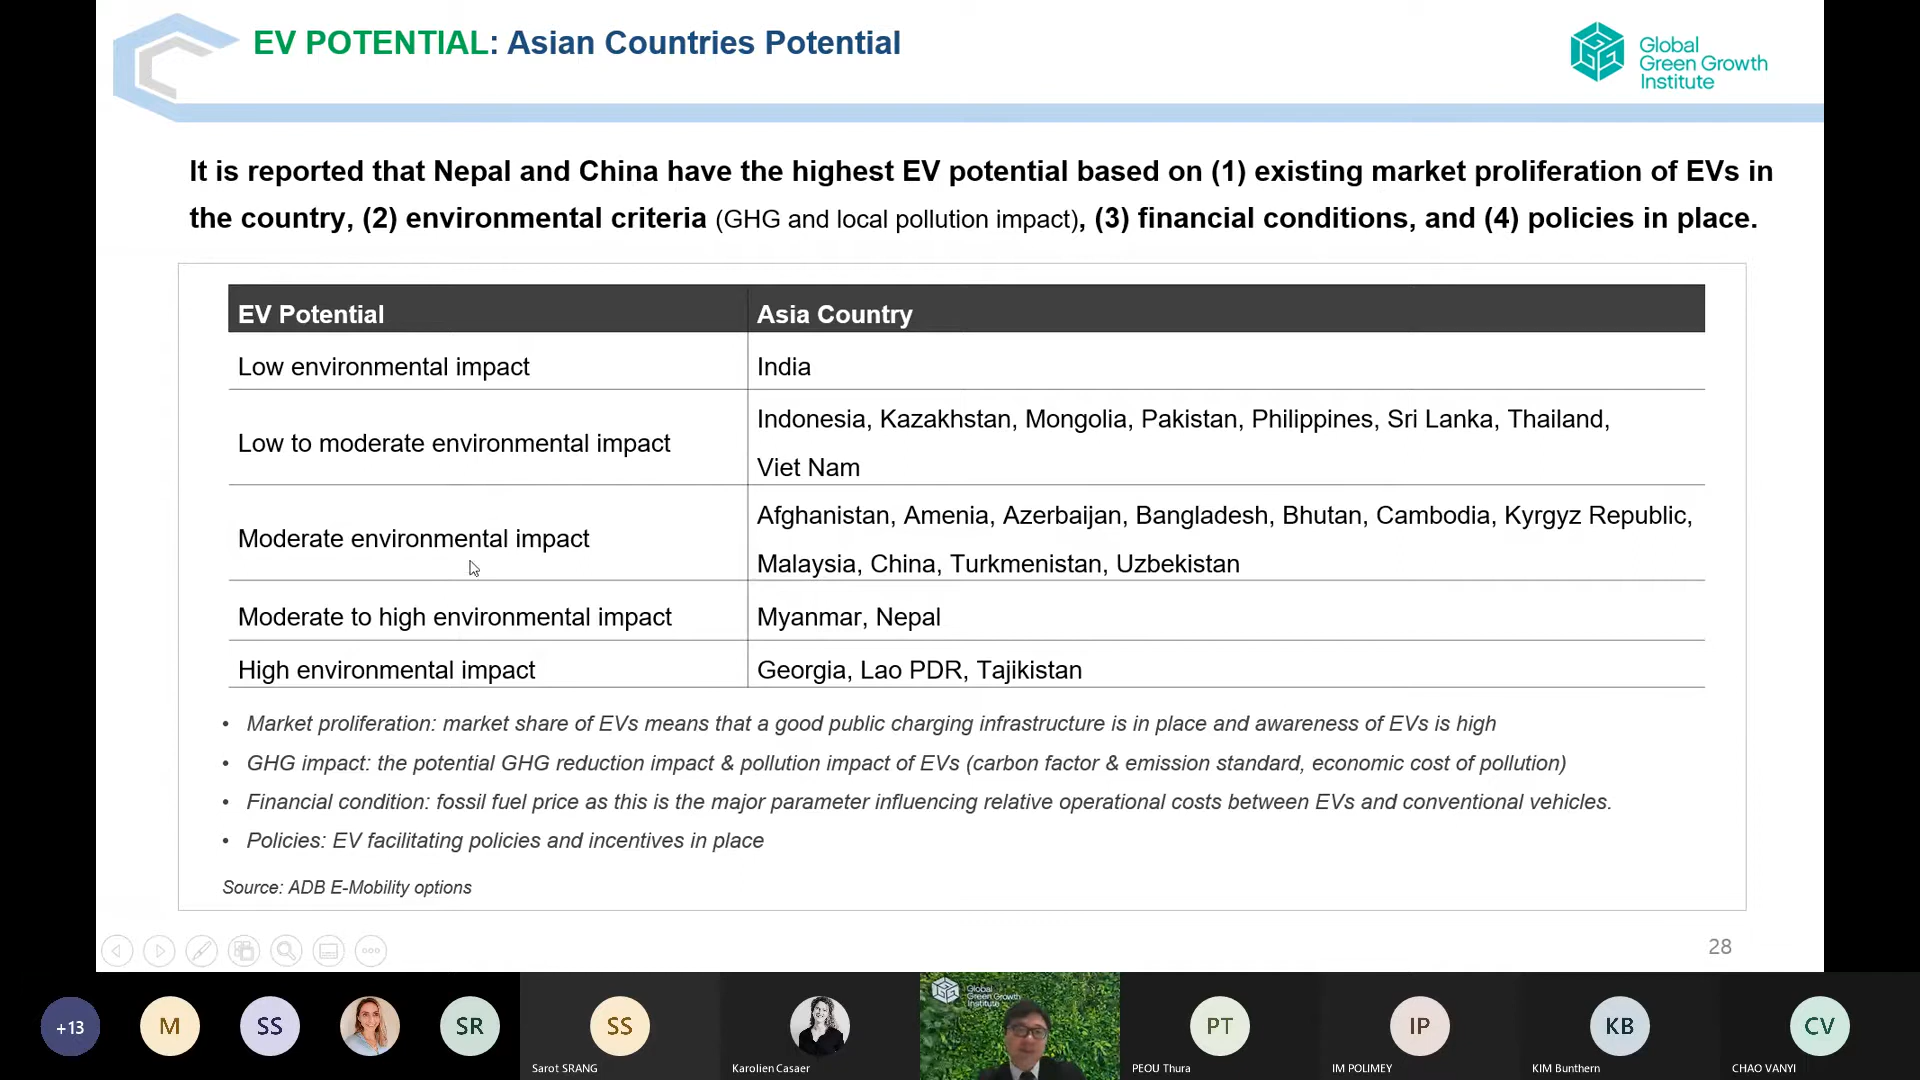 EV POTENTIAL: Asian Countries Potential
Global
Green Growth
Institute
It is reported that Nepal and China have the highest EV potential based on (1) existing market proliferation of EVs in
the country, (2) environmental criteria (GHG and local pollution impact), (3) financial conditions, and (4) policies in place.
EV Potential
Asia Country
Low environmental impact
India
Low to moderate environmental impact
Indonesia, Kazakhstan, Mongolia, Pakistan, Philippines, Sri Lanka, Thailand,
Viet Nam
Moderate environmental impact
Afghanistan, Amenia, Azerbaijan, Bangladesh, Bhutan, Cambodia, Kyrgyz Republic,
Malaysia, China, Turkmenistan, Uzbekistan
Moderate to high environmental impact
Myanmar, Nepal
High environmental impact
Georgia, Lao PDR, Tajikistan
• Market proliferation: market share of EVs means that a good public charging infrastructure is in place and awareness of EVs is high
• GHG impact: the potential GHG reduction impact & pollution impact of EVs (carbon factor & emission standard, economic cost of pollution)
• Financial condition: fossil fuel price as this is the major parameter influencing relative operational costs between EVs and conventional vehicles.
• Policies: EV facilitating policies and incentives in place
Source: ADB E-Mobility options
28
+13
M
SS
SR
SS
Sarot SRANG
Karolien Casaer
Global
Green Growth
Institute
PT
PEOU Thura
IP
IM POLIMEY
KB
KIM Bunthern
CV
CHAO VANYI